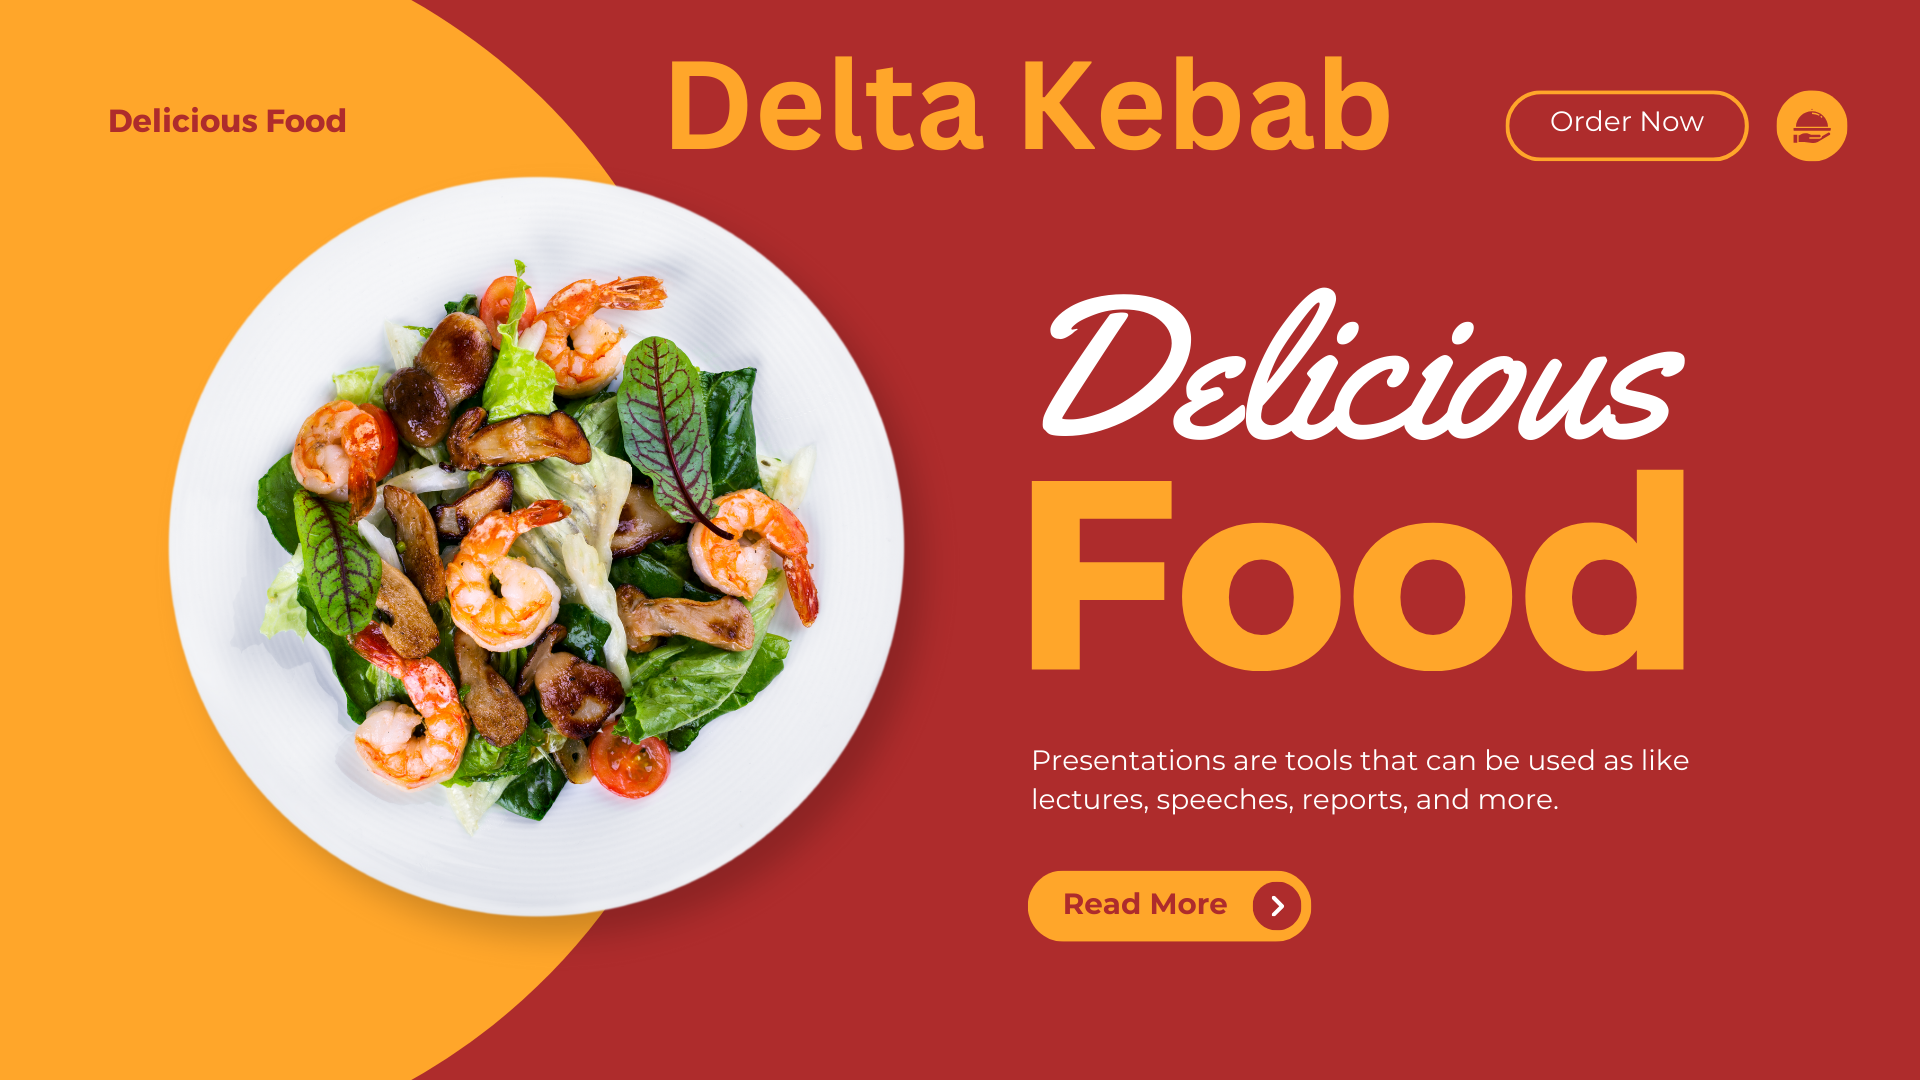 Delicious Food
Delta Kebab
Order Now
Delicious
Food
Presentations are tools that can be used as like
lectures, speeches, reports, and more.
Read More